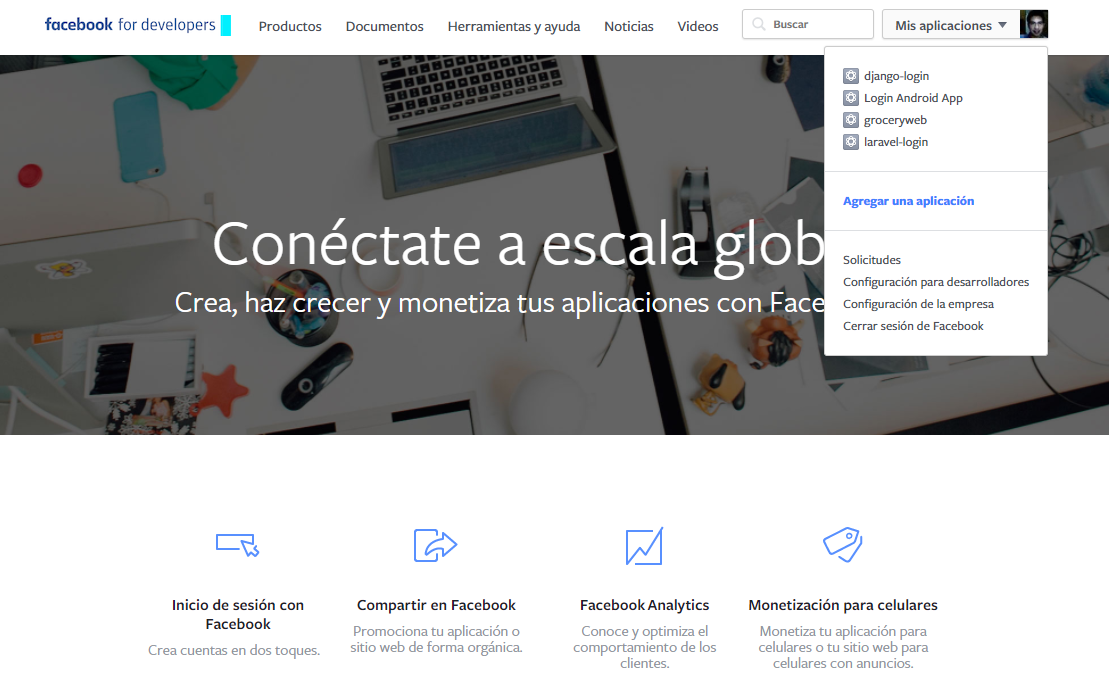 facebook for developers
Productos
Documentos
Herramientas y ayuda
Noticias
Videos
Buscar
Mis aplicaciones
django-login
Login Android App
groceryweb
laravel-login
Agregar una aplicación
Solicitudes
Configuración para desarrolladores
Configuración de la empresa
Cerrar sesión de Facebook
Conéctate a escala glob
Crea, haz crecer y monetiza tus aplicaciones con Face
Inicio de sesión con
Facebook
Crea cuentas en dos toques.
Compartir en Facebook
Promociona tu aplicación o
sitio web de forma orgánica.
Facebook Analytics
Conoce y optimiza el
comportamiento de los
clientes.
Monetización para celulares
Monetiza tu aplicación para
celulares o tu sitio web para
celulares con anuncios.